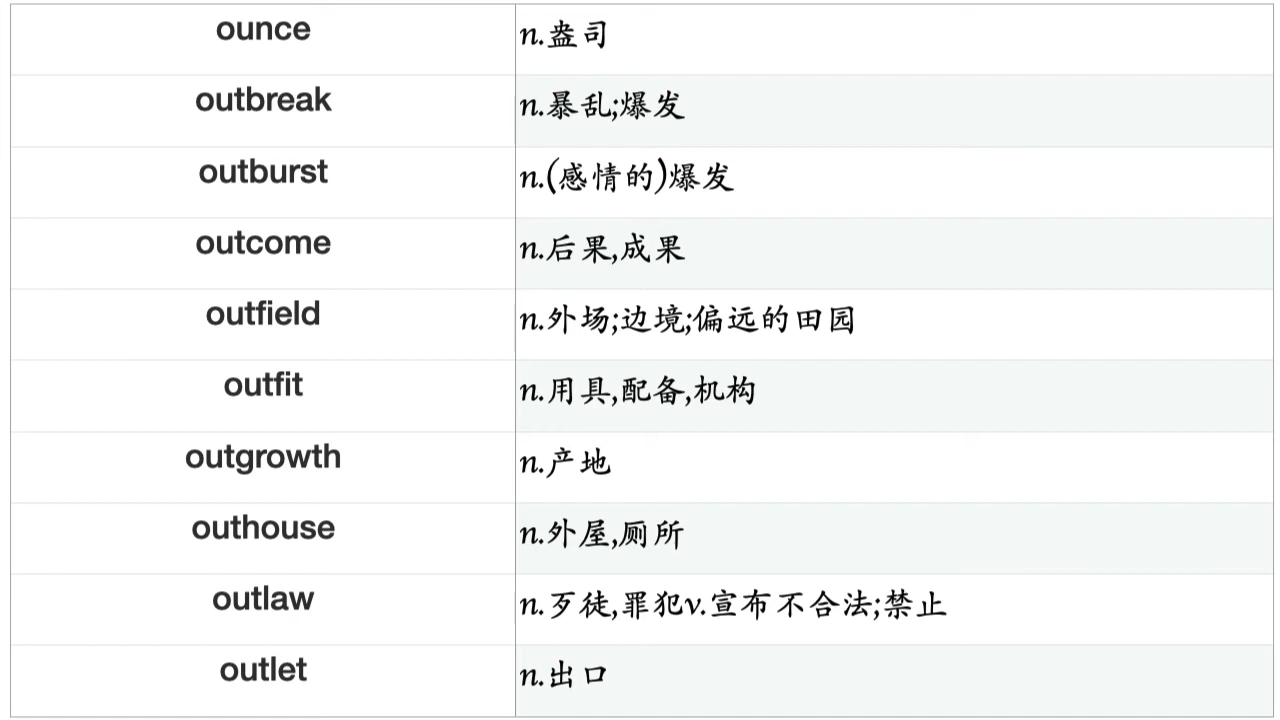 ounce n.盎司
outbreak n.暴乱;爆发
outburst n.(感情的)爆发
outcome n.后果,成果
outfield n.外场;边境;偏远的田园
outfit n.用具,配备,机构
outgrowth n.产地
outhouse n.外屋,厕所
outlaw n.歹徒,罪犯v.宣布不合法;禁止
outlet n.出口